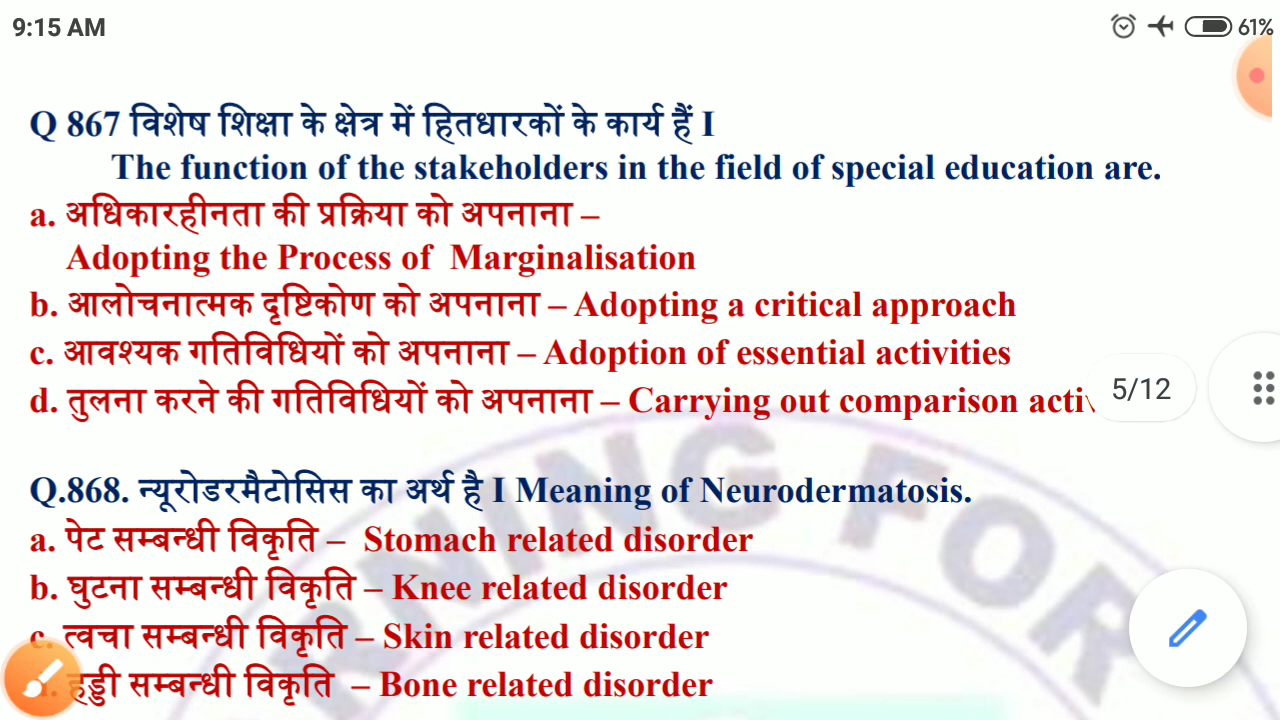 9:15 AM
61%
Q 867 विशेष शिक्षा के क्षेत्र में हितधारकों के कार्य हैं I
The function of the stakeholders in the field of special education are.
a. अधिकारहीनता की प्रक्रिया को अपनाना –
Adopting the Process of Marginalisation
b. आलोचनात्मक दृष्टिकोण को अपनाना – Adopting a critical approach
c. आवश्यक गतिविधियों को अपनाना – Adoption of essential activities
d. तुलना करने की गतिविधियों को अपनाना – Carrying out comparison
5/12
Q.868. न्यूरोडरमैटोसिस का अर्थ है I Meaning of Neurodermatosis.
a. पेट सम्बन्धी विकृति – Stomach related disorder
b. घुटना सम्बन्धी विकृति – Knee related disorder
c. त्वचा सम्बन्धी विकृति – Skin related disorder
हड्डी सम्बन्धी विकृति – Bone related disorder